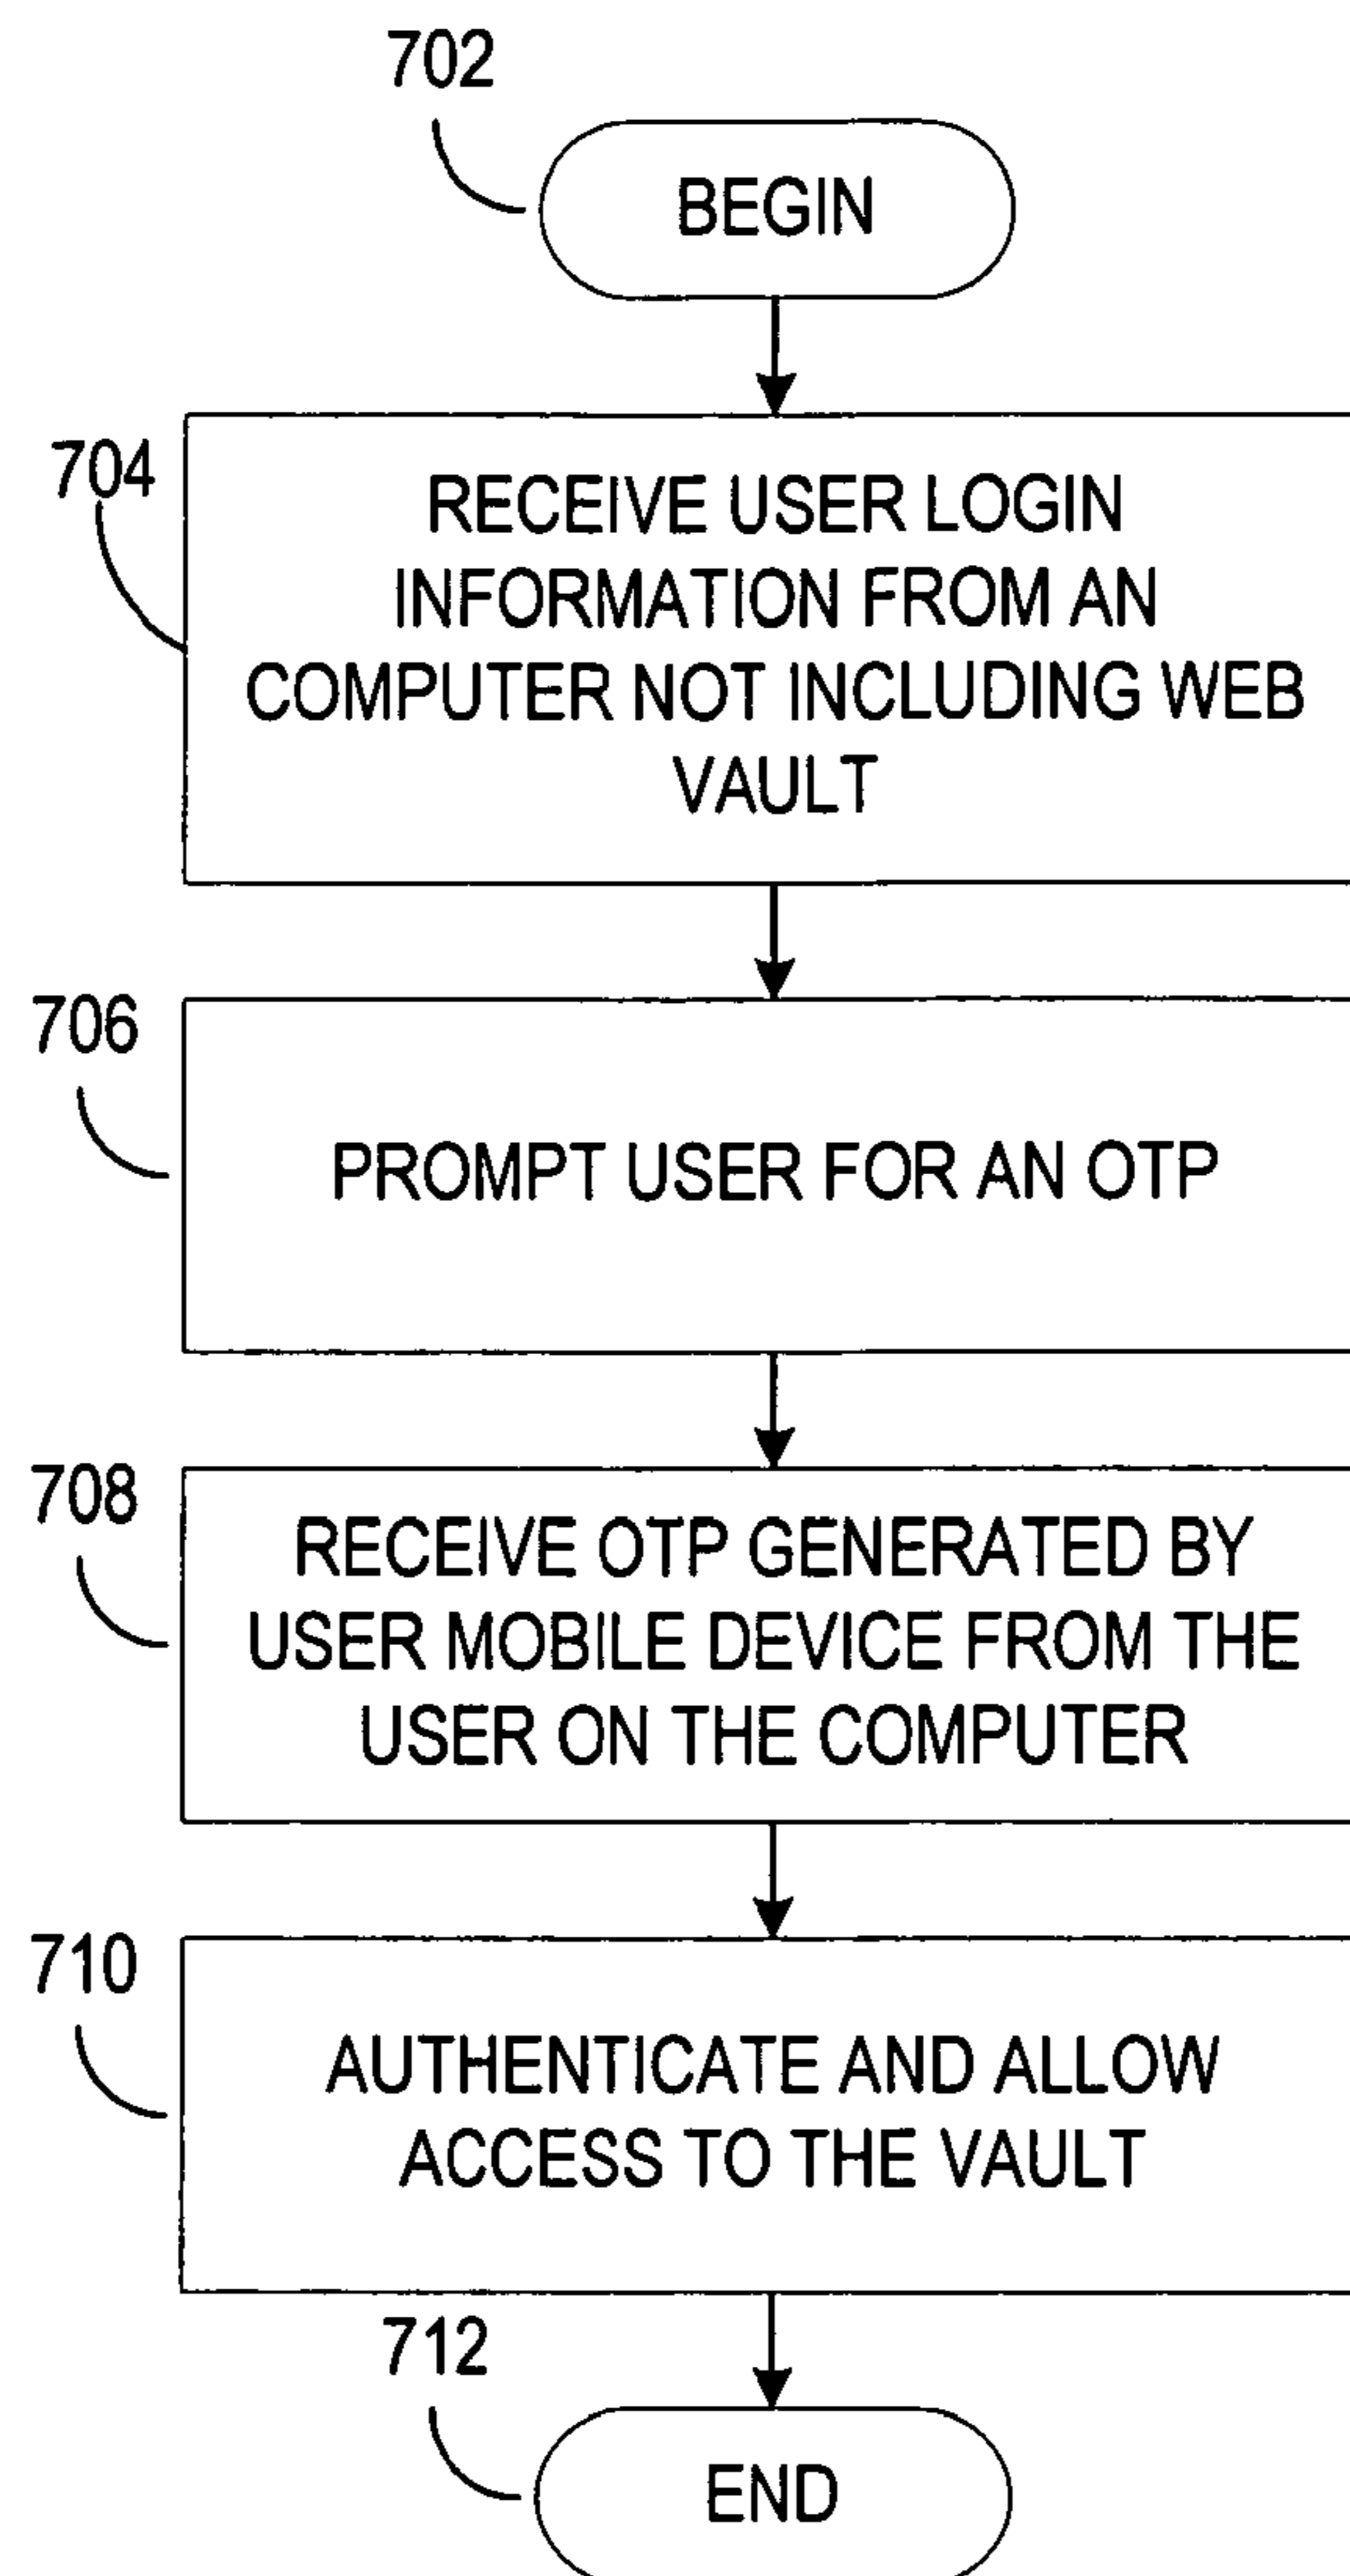 702
BEGIN
704
RECEIVE USER LOGIN
INFORMATION FROM AN
COMPUTER NOT INCLUDING WEB
VAULT
706
PROMPT USER FOR AN OTP
708
RECEIVE OTP GENERATED BY
USER MOBILE DEVICE FROM THE
USER ON THE COMPUTER
710
AUTHENTICATE AND ALLOW
ACCESS TO THE VAULT
712
END